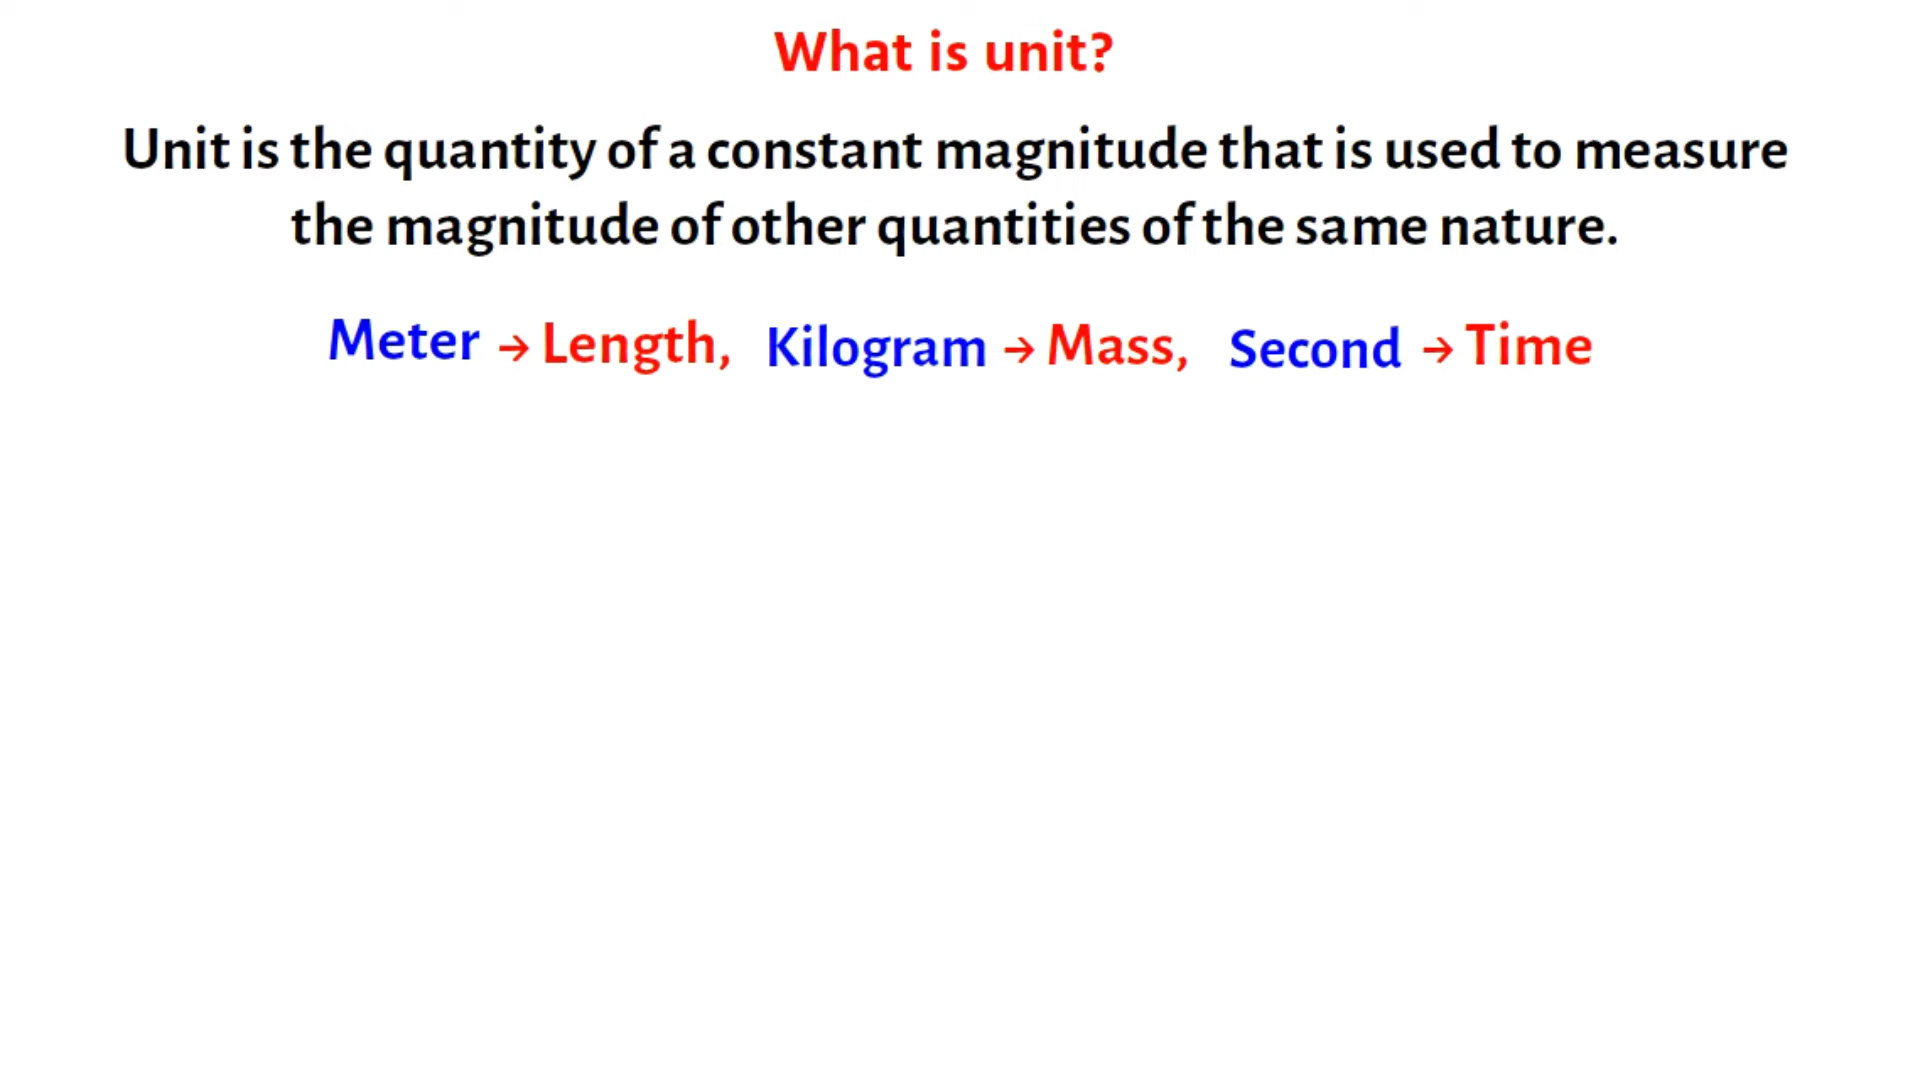 What is unit?
Unit is the quantity of a constant magnitude that is used to measure
the magnitude of other quantities of the same nature.
Meter → Length, Kilogram → Mass, Second → Time